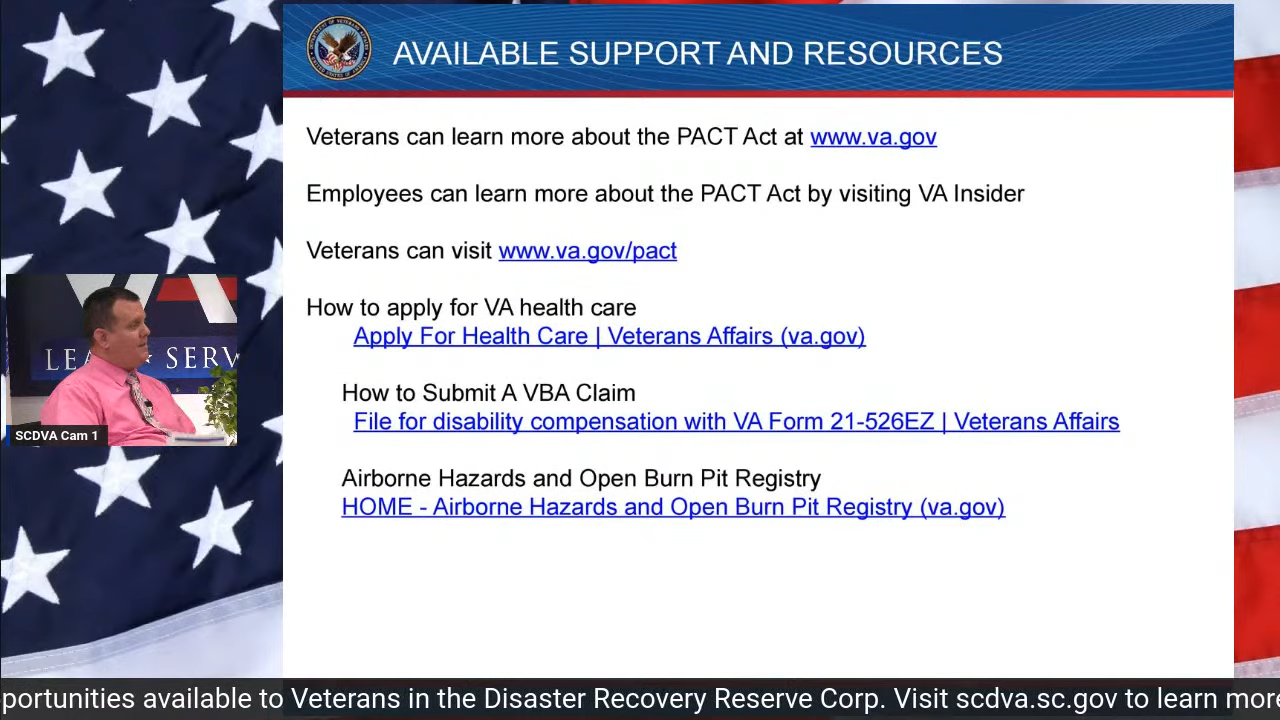 AVAILABLE SUPPORT AND RESOURCES
Veterans can learn more about the PACT Act at www.va.gov
Employees can learn more about the PACT Act by visiting VA Insider
Veterans can visit www.va.gov/pact
How to apply for VA health care
Apply For Health Care | Veterans Affairs (va.gov)
How to Submit A VBA Claim
File for disability compensation with VA Form 21-526EZ | Veterans Affairs
Airborne Hazards and Open Burn Pit Registry
HOME - Airborne Hazards and Open Burn Pit Registry (va.gov)
SCDVA Cam 1
portunities available to Veterans in the Disaster Recovery Reserve Corp. Visit scdva.sc.gov to learn more